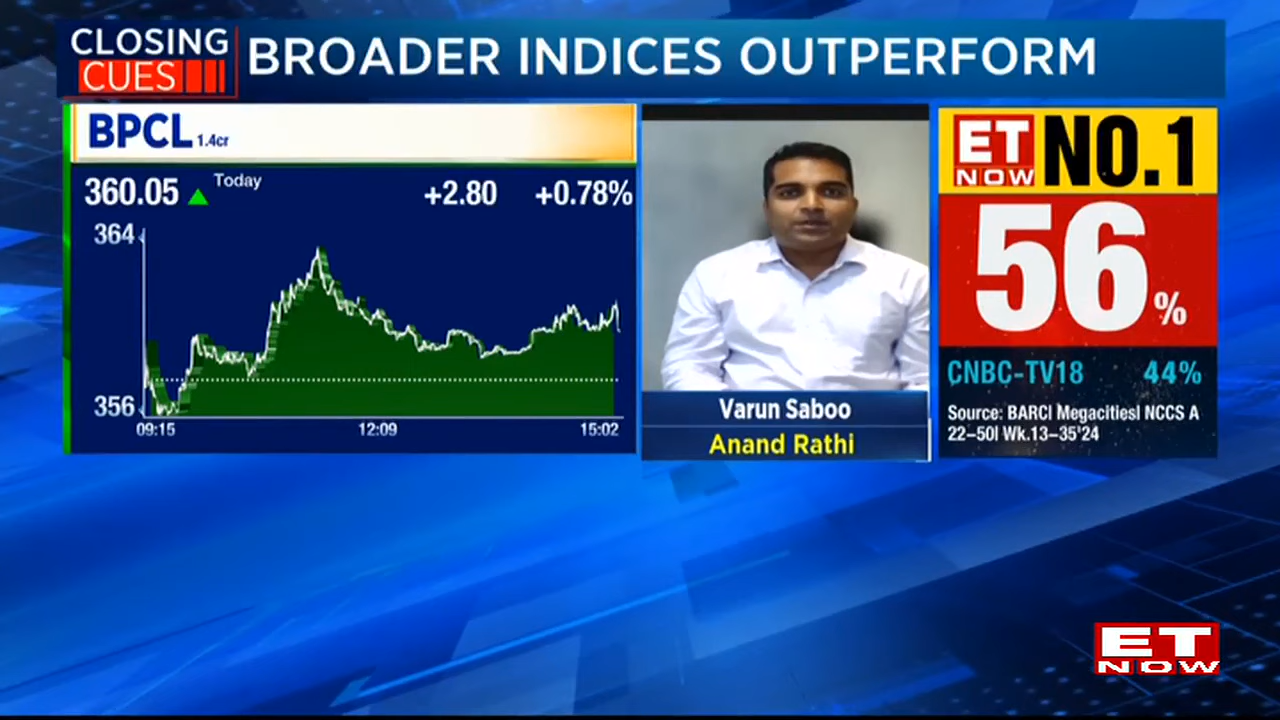 CLOSING
CUES
BROADER INDICES OUTPERFORM
BPCL 1.4cr
360.05 Today +2.80 +0.78%
364
356
09:15 12:09 15:02
Varun Saboo
Anand Rathi
ET
NOW
NO.1
56%
CNBC-TV18 44%
Source: BARCI MegacitiesI NCCS A
22–50I Wk.13–35'24
ET
NOW